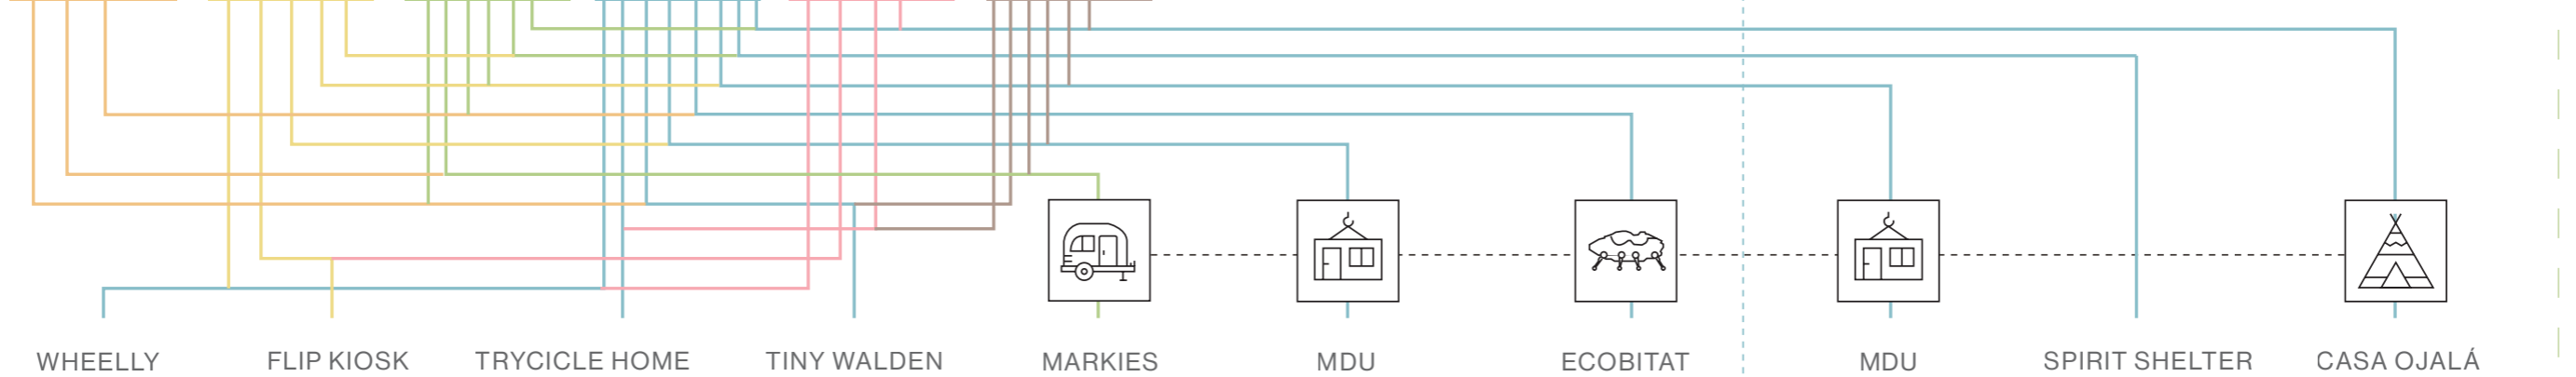 WHEELLY FLIP KIOSK TRYCICLE HOME TINY WALDEN MARKIES MDU ECOBITAT MDU SPIRIT SHELTER CASA OJALÁ